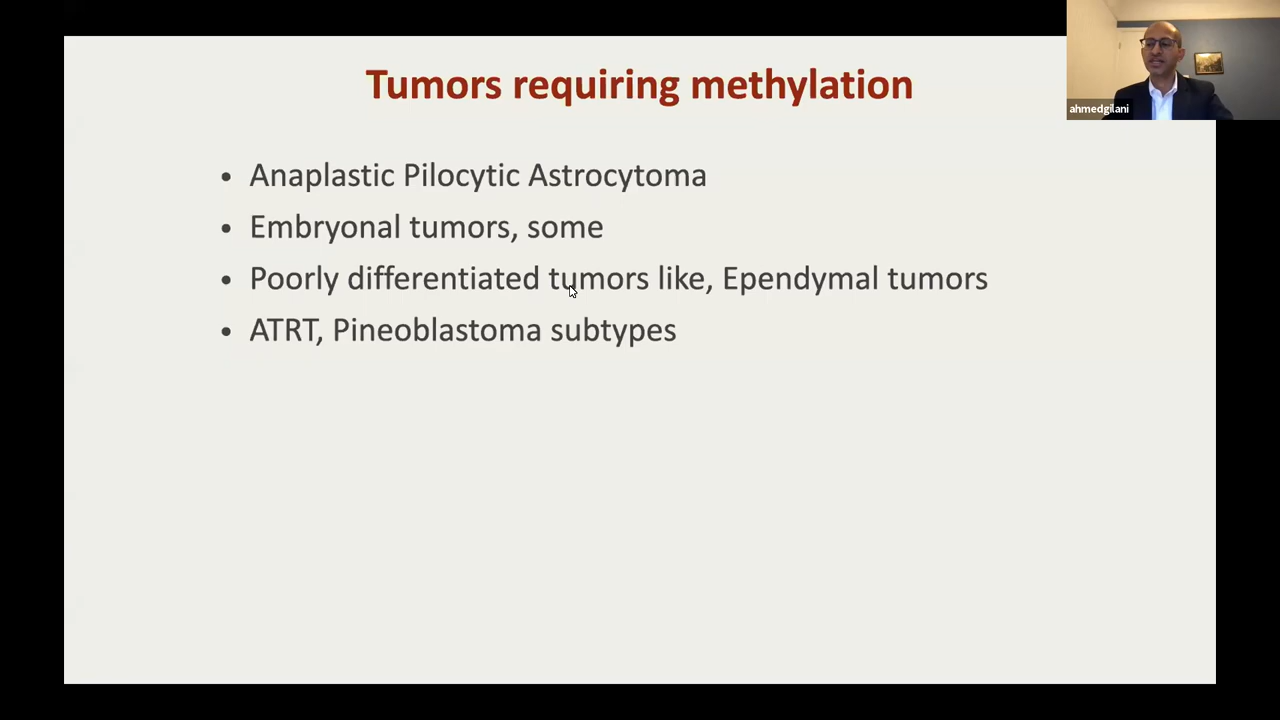 Tumors requiring methylation
ahmedgilani
• Anaplastic Pilocytic Astrocytoma
• Embryonal tumors, some
• Poorly differentiated tumors like, Ependymal tumors
• ATRT, Pineoblastoma subtypes